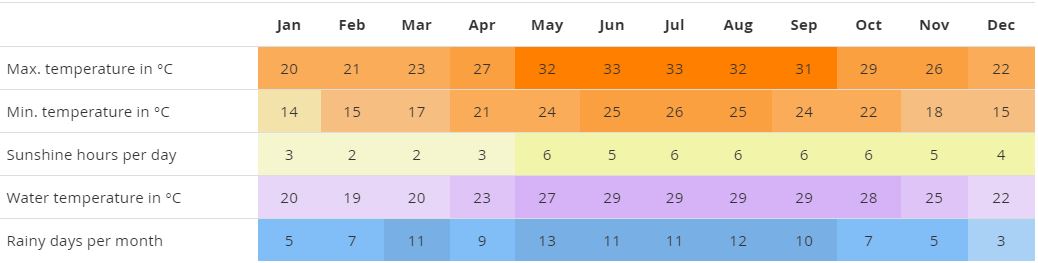 Jan Feb Mar Apr May Jun Jul Aug Sep Oct Nov Dec
Max. temperature in °C 20 21 23 27 32 33 33 32 31 29 26 22
Min. temperature in °C 14 15 17 21 24 25 26 25 24 22 18 15
Sunshine hours per day 3 2 2 3 6 5 6 6 6 6 5 4
Water temperature in °C 20 19 20 23 27 29 29 29 29 28 25 22
Rainy days per month 5 7 11 9 13 11 11 12 10 7 5 3